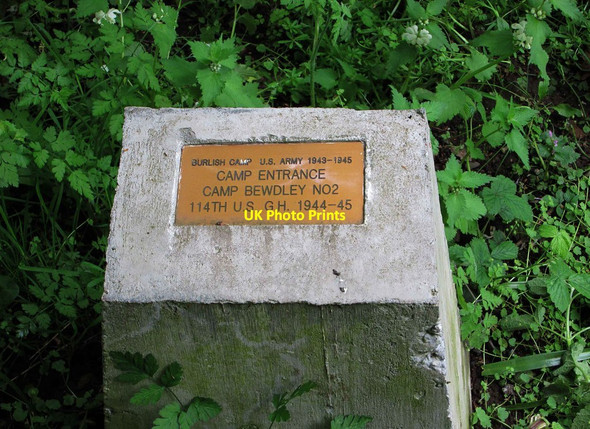 BURLISH CAMP U.S. ARMY 1943-1945
CAMP ENTRANCE
CAMP BEWDLEY NO2
114TH U.S. G.H. 1944-45
UK Photo Prints